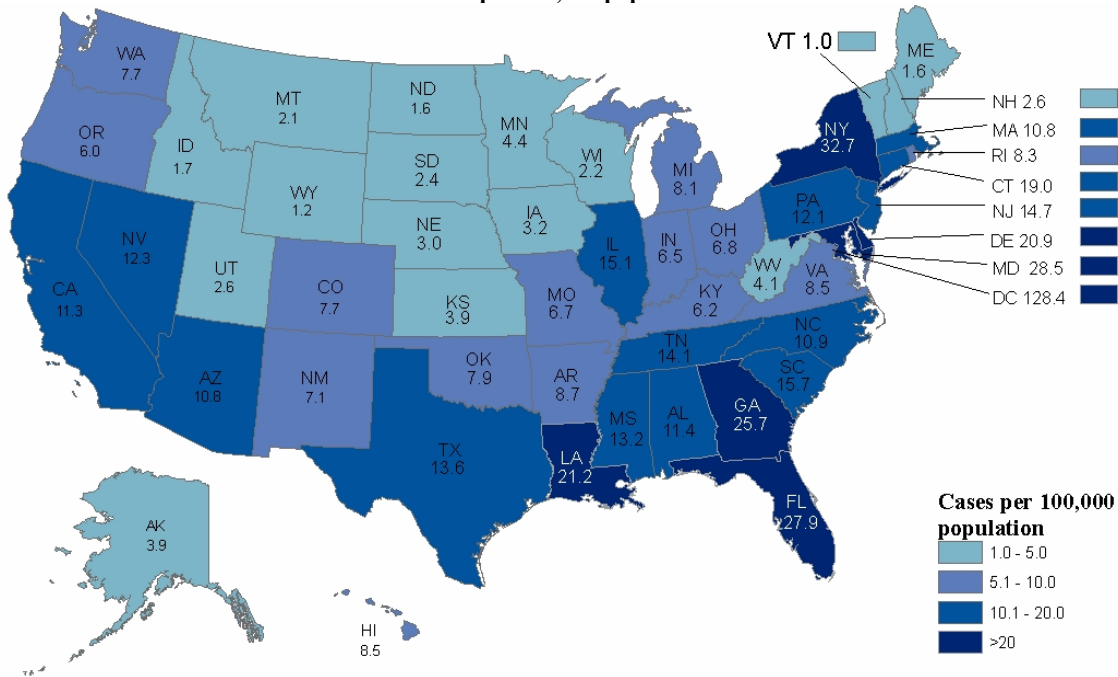 VT 1.0
ME
1.6
WA
7.7
MT
2.1
ND
1.6
MN
4.4
NH 2.6
OR
6.0
ID
1.7
SD
2.4
WI
2.2
MI
8.1
NY
32.7
MA 10.8
RI 8.3
CT 19.0
WY
1.2
IA
3.2
PA
12.1
NJ 14.7
NV
12.3
UT
2.6
NE
3.0
IL
15.1
IN
6.5
OH
6.8
WV
4.1
VA
8.5
DE 20.9
MD 28.5
DC 128.4
CA
11.3
CO
7.7
KS
3.9
MO
6.7
KY
6.2
NC
10.9
AZ
10.8
NM
7.1
OK
7.9
AR
8.7
TN
14.1
SC
15.7
TX
13.6
LA
21.2
MS
13.2
AL
11.4
GA
25.7
FL
27.9
AK
3.9
HI
8.5
Cases per 100,000
population
1.0 - 5.0
5.1 - 10.0
10.1 - 20.0
>20